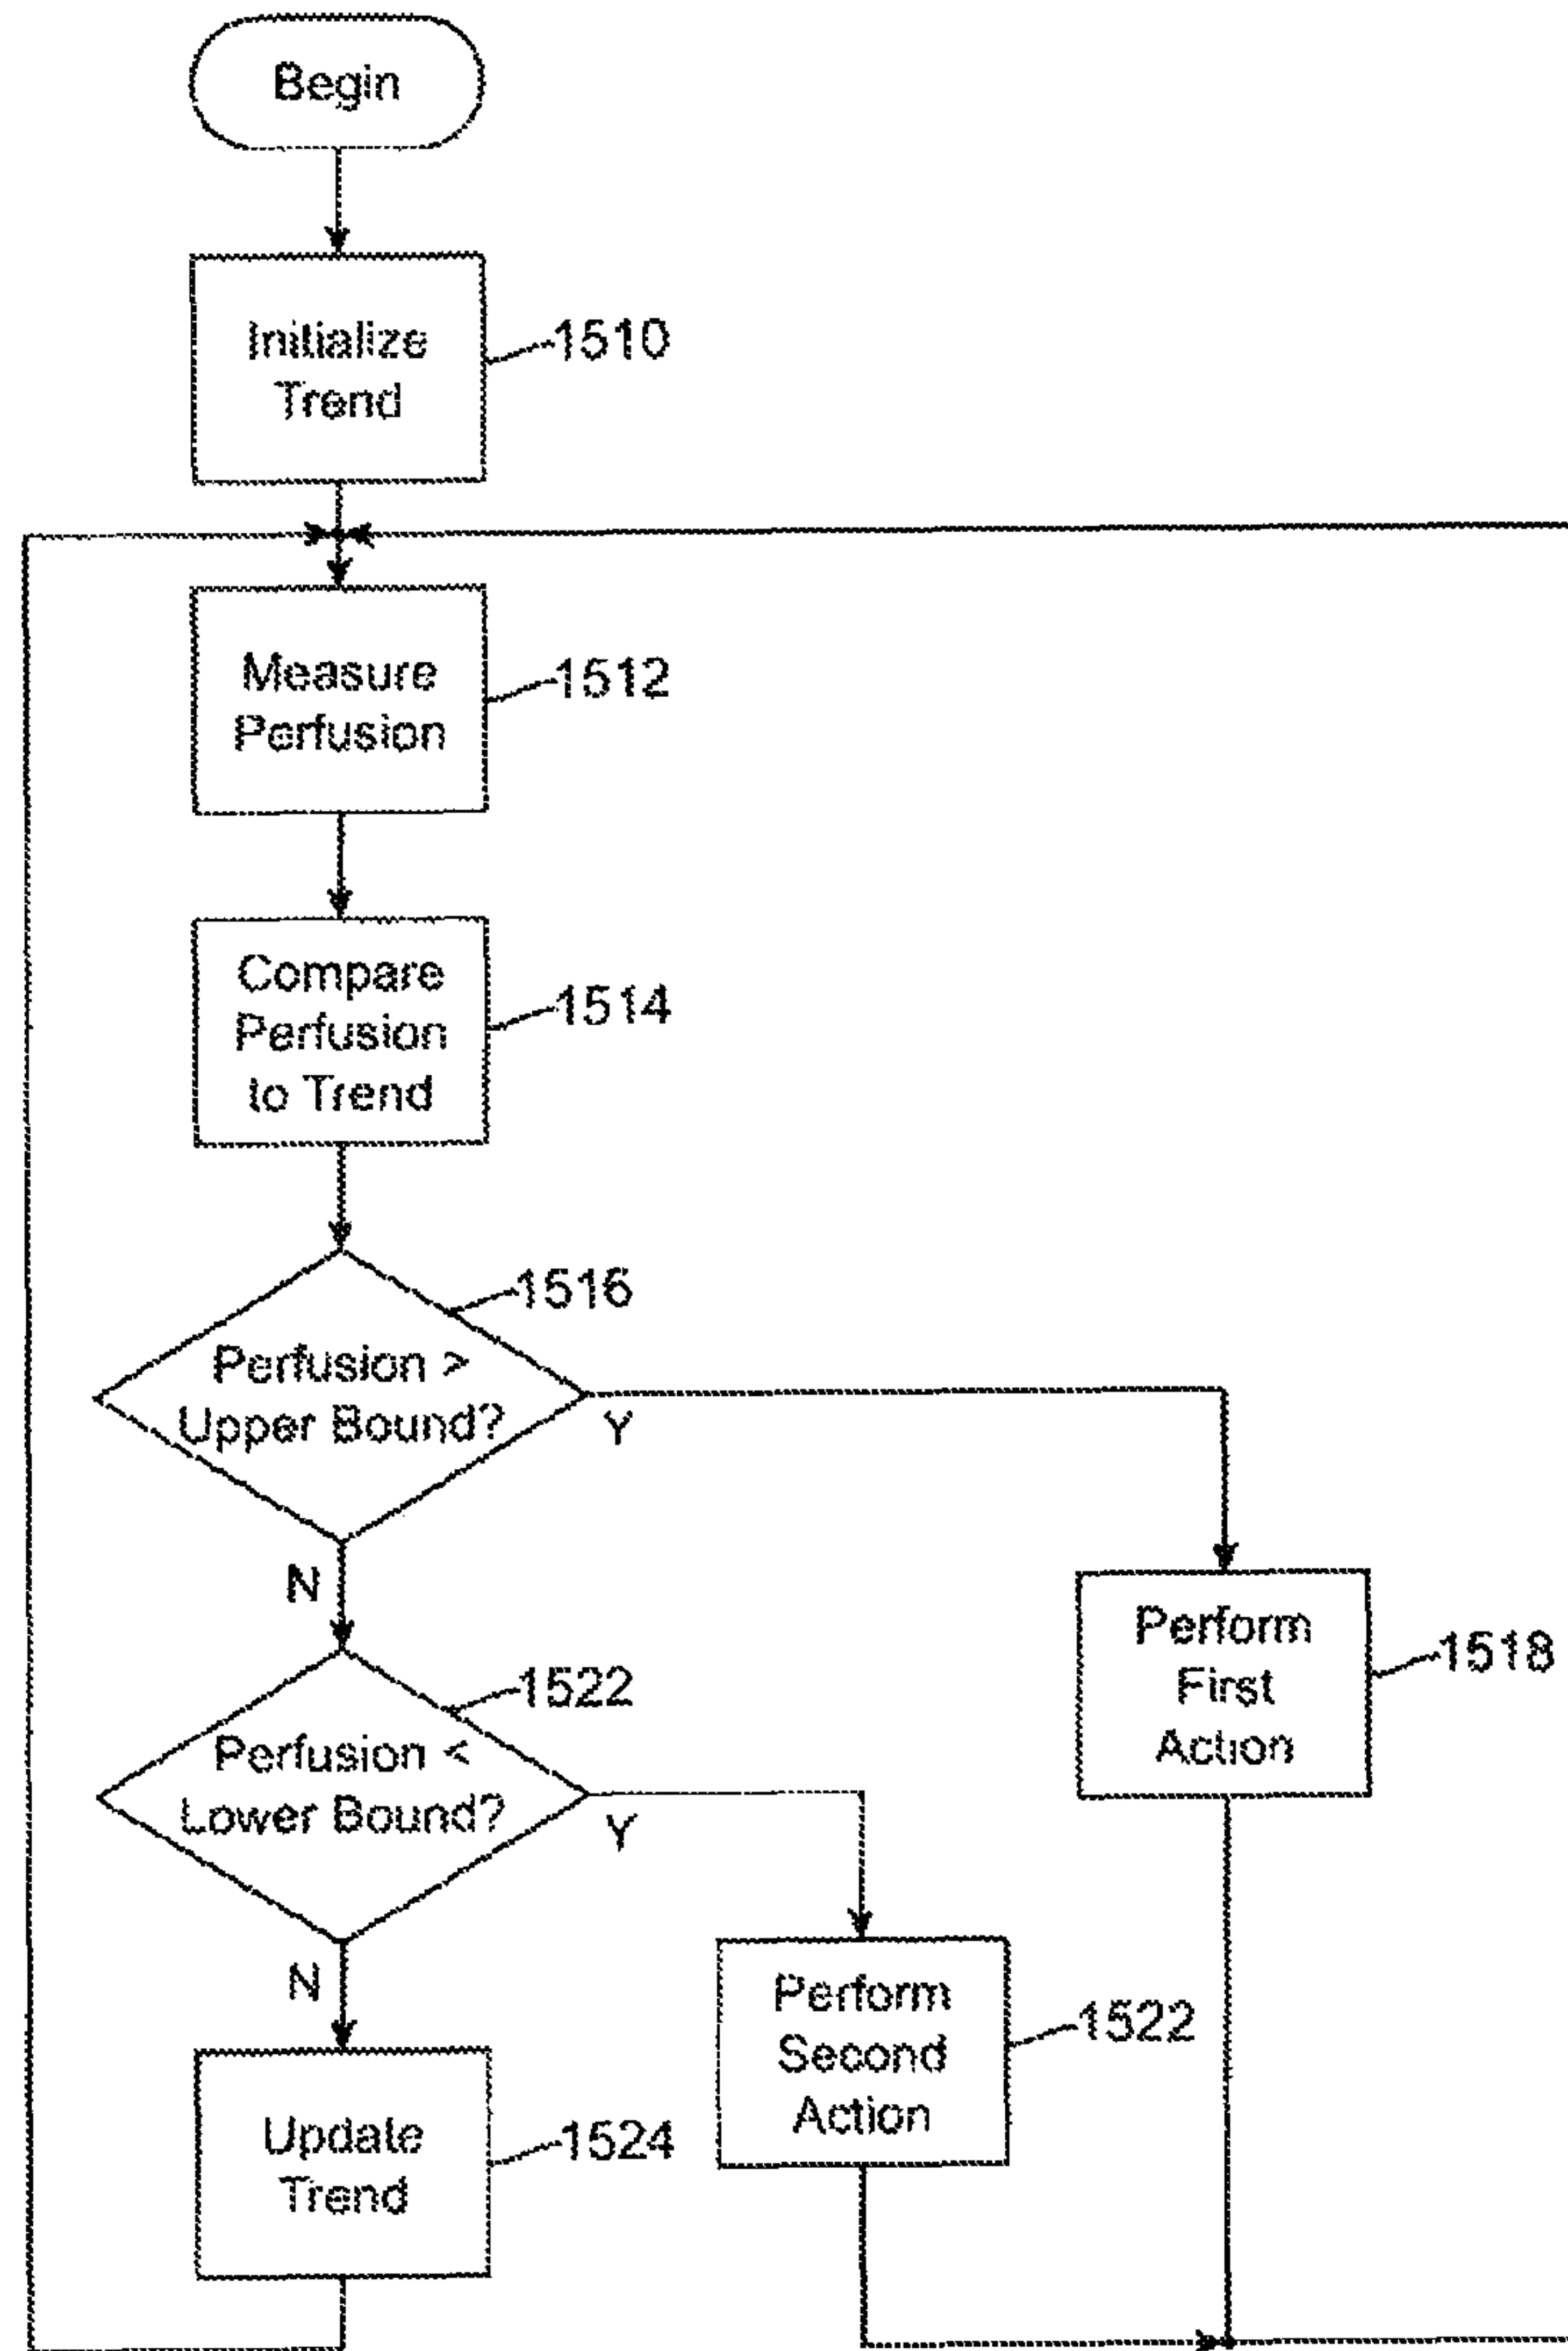 Begin
Initialize
Trend
1510
Measure
Perfusion
1512
Compare
Perfusion
to Trend
1514
Perfusion >
Upper Bound?
1516
Y
N
Perform
First
Action
1518
Perfusion <
Lower Bound?
1522
Y
N
Perform
Second
Action
1522
Update
Trend
1524